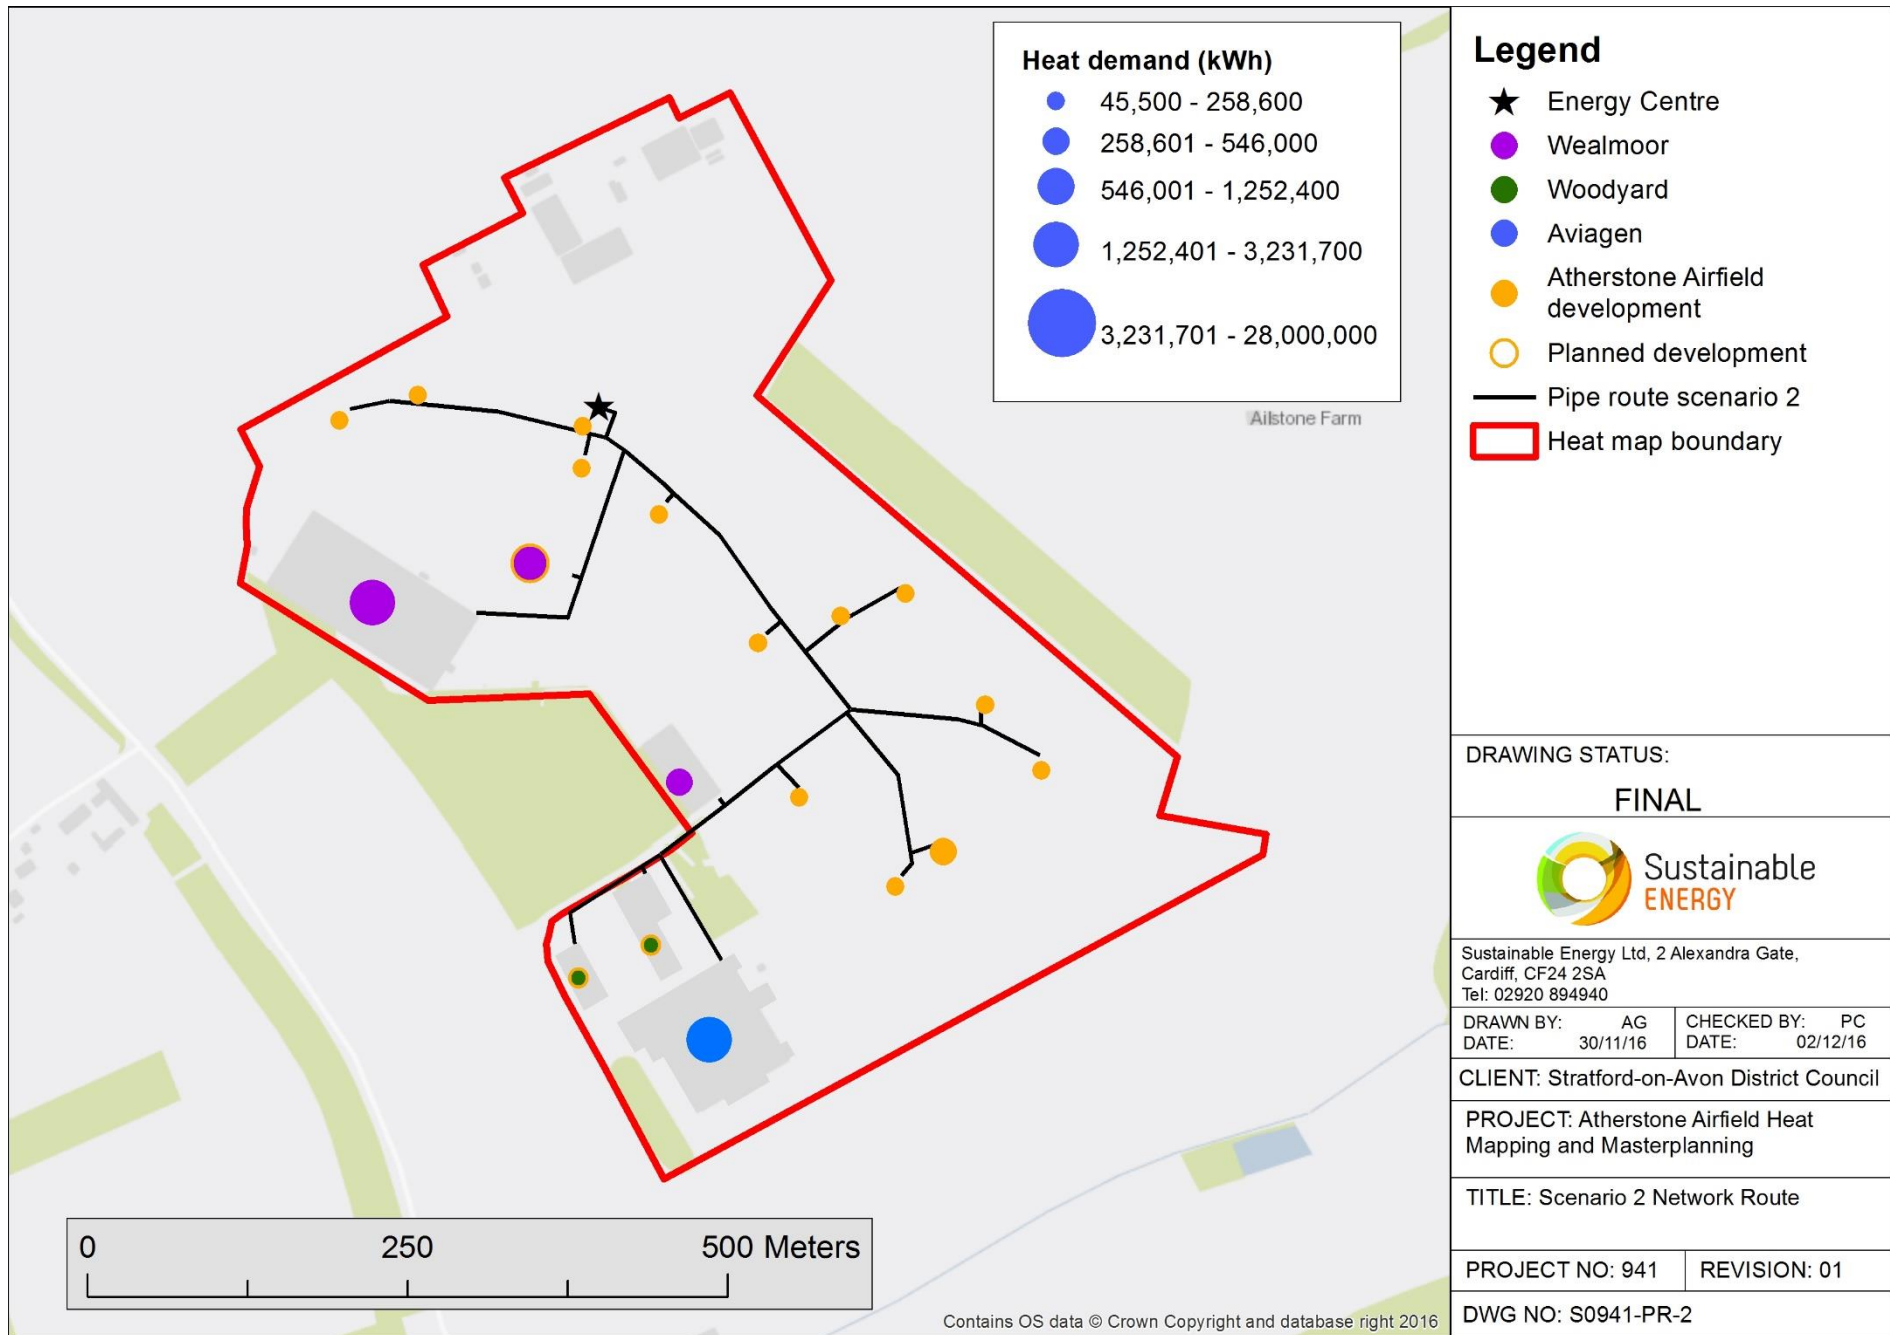 Heat demand (kWh)
45,500 - 258,600
258,601 - 546,000
546,001 - 1,252,400
1,252,401 - 3,231,700
3,231,701 - 28,000,000
Ailstone Farm
0 250 500 Meters
Contains OS data © Crown Copyright and database right 2016
Legend
Energy Centre
Wealmoor
Woodyard
Aviagen
Atherstone Airfield
development
Planned development
Pipe route scenario 2
Heat map boundary
DRAWING STATUS:
FINAL
Sustainable
ENERGY
Sustainable Energy Ltd, 2 Alexandra Gate,
Cardiff, CF24 2SA
Tel: 02920 894940
DRAWN BY: AG
DATE: 30/11/16
CHECKED BY: PC
DATE: 02/12/16
CLIENT: Stratford-on-Avon District Council
PROJECT: Atherstone Airfield Heat
Mapping and Masterplanning
TITLE: Scenario 2 Network Route
PROJECT NO: 941
REVISION: 01
DWG NO: S0941-PR-2